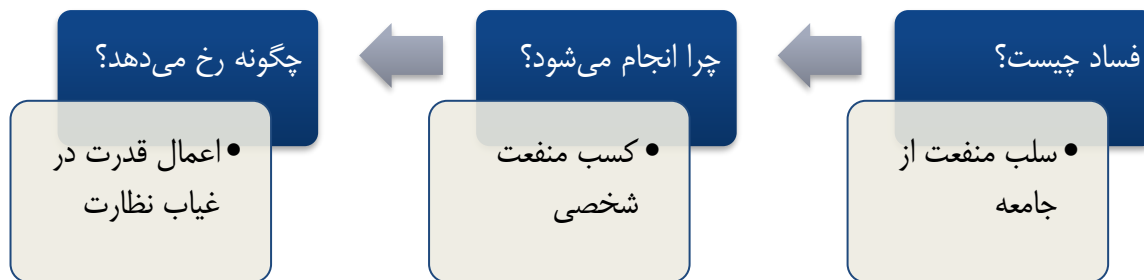 فساد چیست؟
• سلب منفعت از
جامعه
چرا انجام می‌شود؟
• کسب منفعت
شخصی
چگونه رخ می‌دهد؟
• اعمال قدرت در
غیاب نظارت